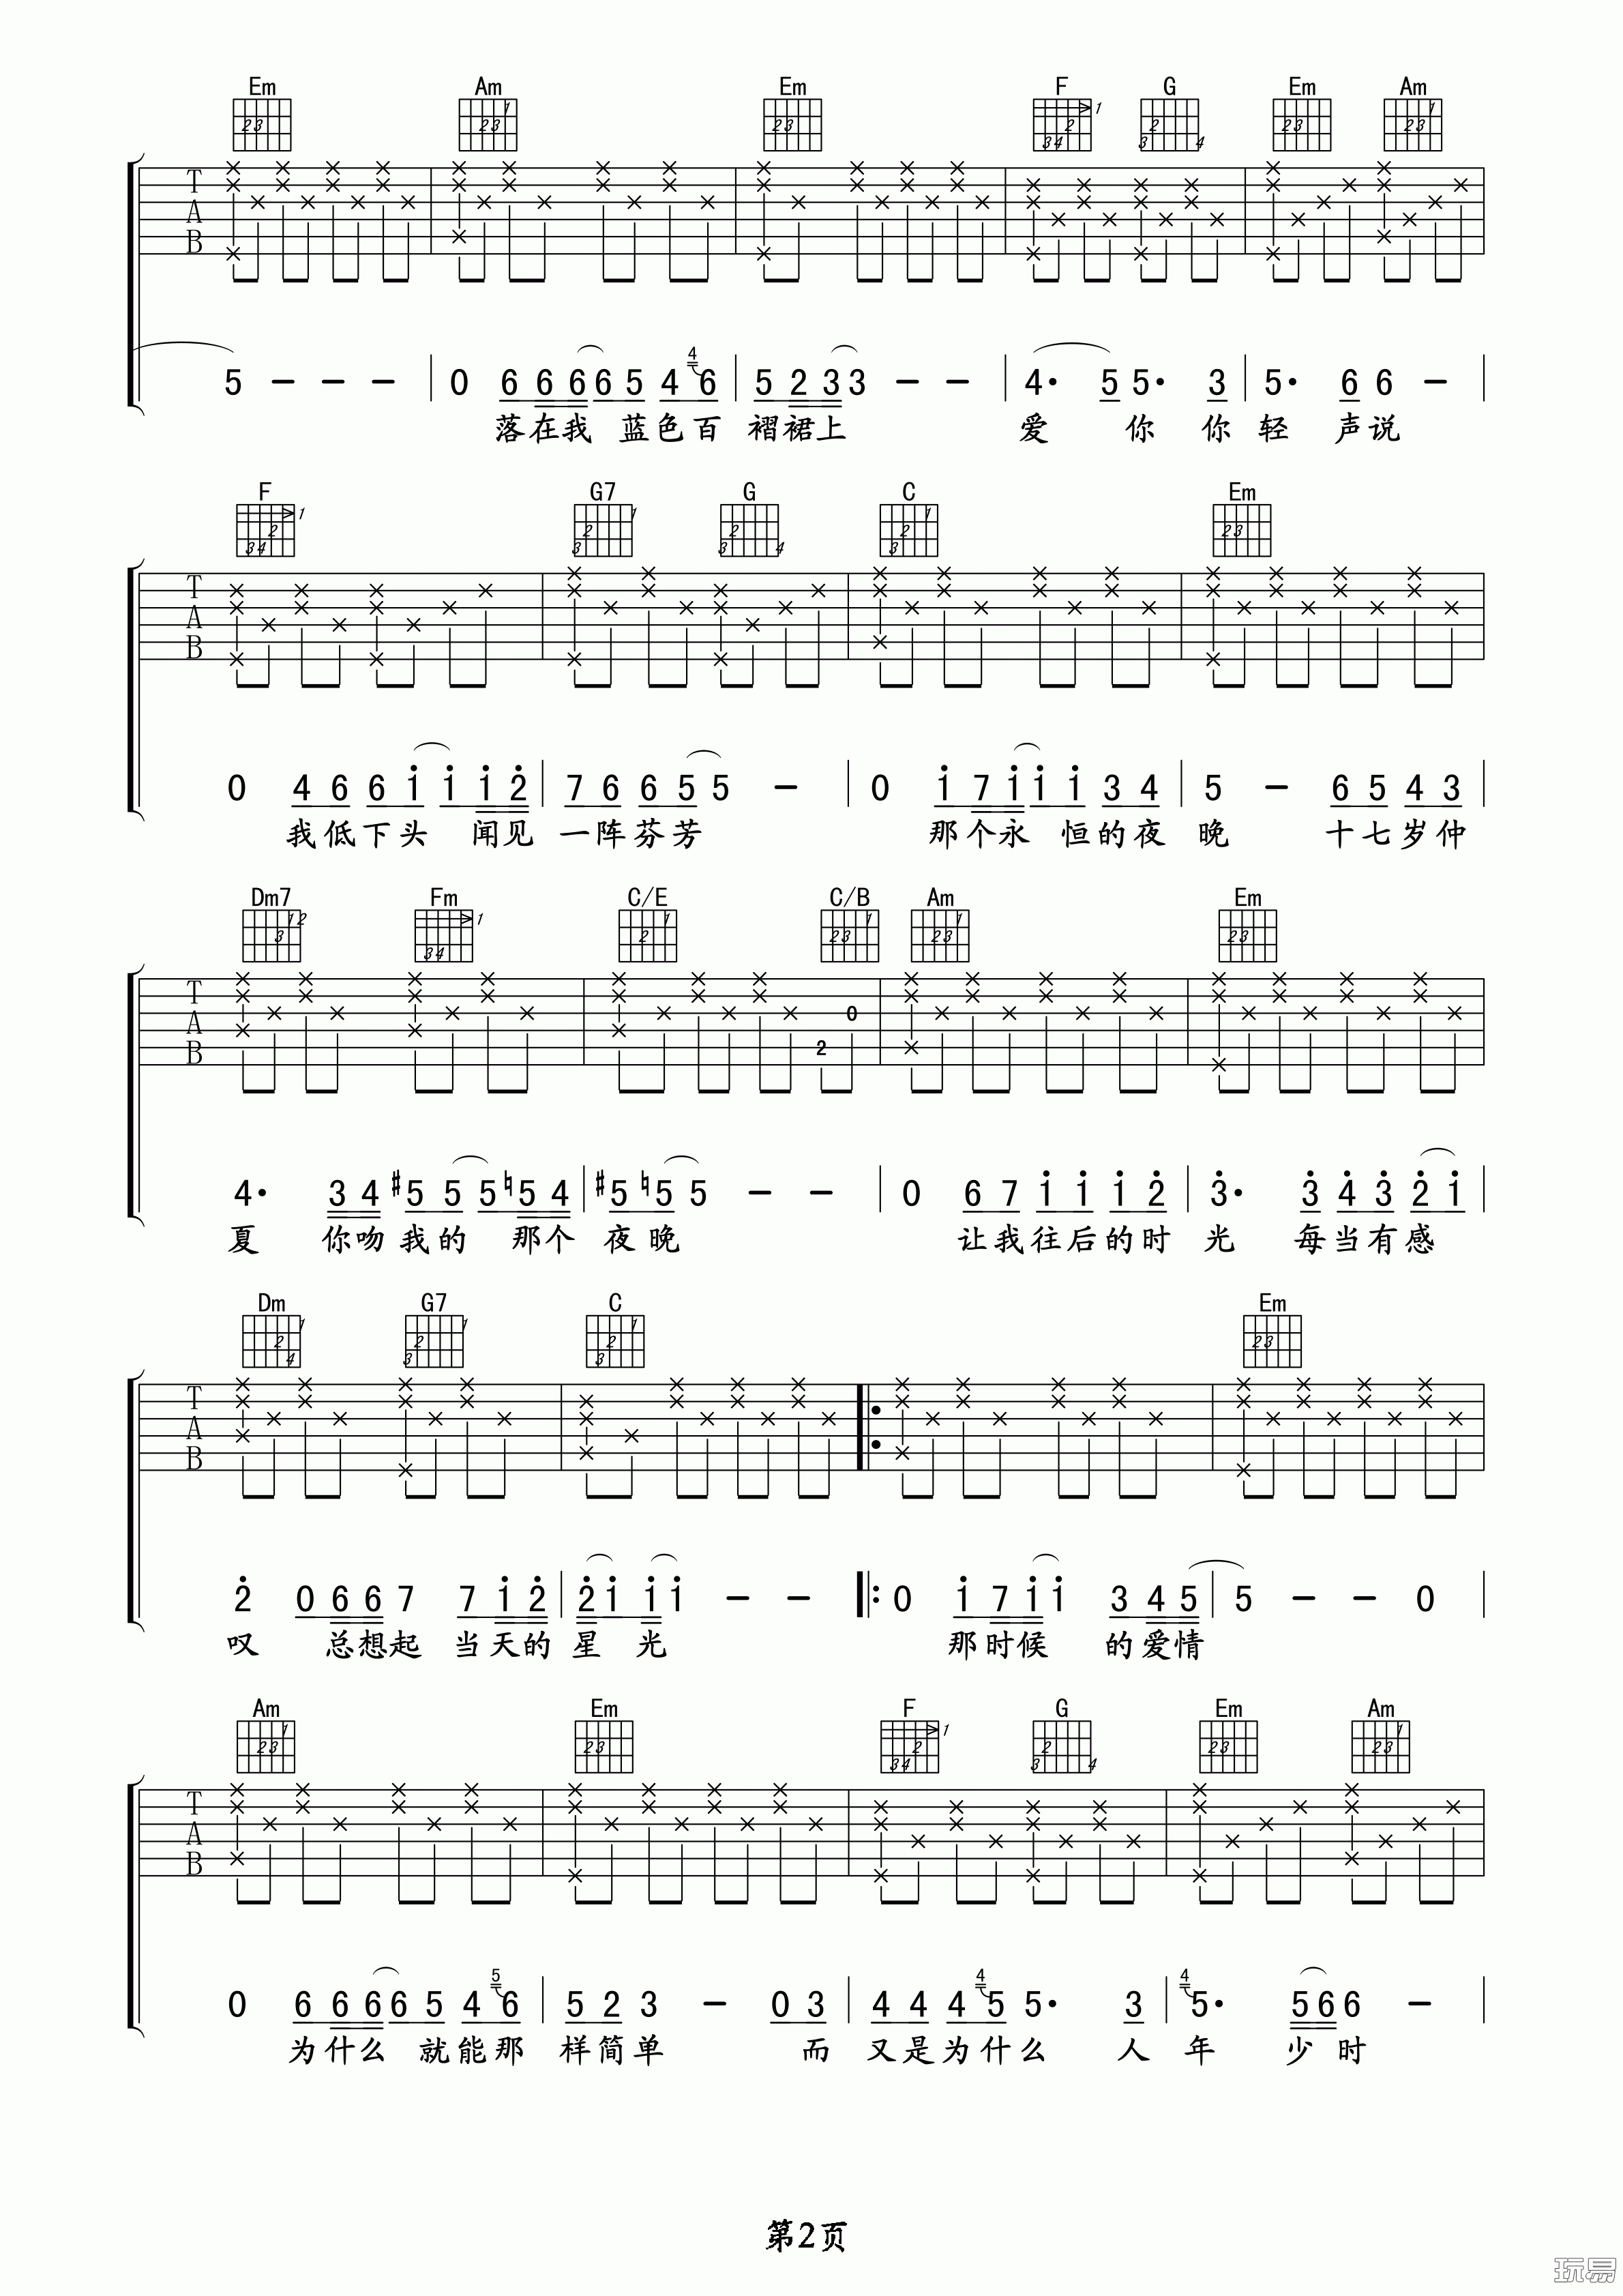 Em Am Em F G Em Am
T A B
5 - - - | 0 6 6 6 6 5 4 4 6 | 5 2 3 3 - - | 4· 5 5· 3 | 5· 6 6 - |
落在我 蓝色百 褶裙上 爱 你 你 轻 声说
F G7 G C Em
T A B
0 4 6 6 i i i 2 | 7 6 6 5 5 - | 0 i 7 i i i 3 4 | 5 - 6 5 4 3 |
我低下头 闻见 一阵芬芳 那个永 恒的夜 晚 十七岁仲
Dm7 Fm C/E C/B Am Em
T A B
2 0
4· 3 4 #5 5 5 ♮5 4 | #5 ♮5 5 - - | 0 6 7 i i i 2 | 3· 3 4 3 2 i |
夏 你吻我的 那个 夜晚 让我往后的时 光 每当有感
Dm G7 C Em
T A B
2 0 6 6 7 7 i 2 | 2 i i i - - |: 0 i 7 i i 3 4 5 | 5 - - 0 |
叹 总想起 当天的 星 光 那时候 的爱情
Am Em F G Em Am
T A B
0 6 6 6 6 5 4 5 6 | 5 2 3 - 0 3 | 4 4 4 4 5 5· 3 | 4 5· 5 6 6 - |
为什么 就能那 样简单 而 又是为什么 人 年 少时
第2页
玩易